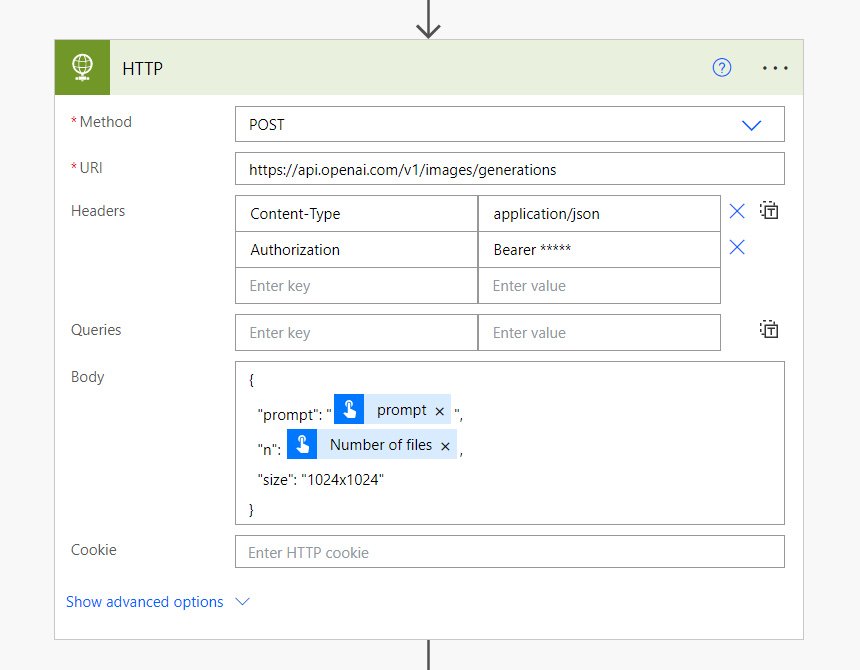 HTTP
* Method POST
* URI https://api.openai.com/v1/images/generations
Headers Content-Type application/json
Authorization Bearer *****
Enter key Enter value
Queries Enter key Enter value
Body {
"prompt": " prompt × ",
"n": Number of files × ,
"size": "1024x1024"
}
Cookie Enter HTTP cookie
Show advanced options